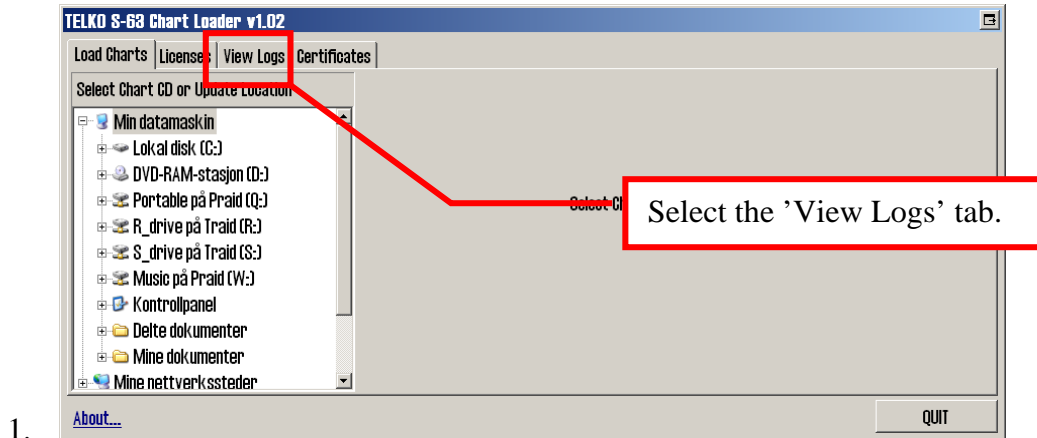 TELKO S-63 Chart Loader v1.02
Load Charts Licenses View Logs Certificates
Select Chart CD or Update Location
Min datamaskin
Lokal disk (C:)
DVD-RAM-stasjon (D:)
Portable på Praid (Q:)
R_drive på Traid (R:)
S_drive på Traid (S:)
Music på Praid (W:)
Kontrollpanel
Delte dokumenter
Mine dokumenter
Mine nettverkssteder
Select
Select the ’View Logs’ tab.
About...
QUIT
1.